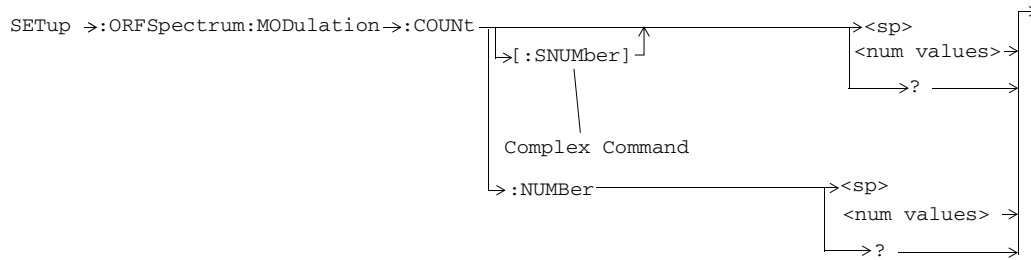 SETup :ORFSpectrum:MODulation :COUNt <sp>
[:SNUMber] <num values>
?
Complex Command
:NUMBer <sp>
<num values>
?